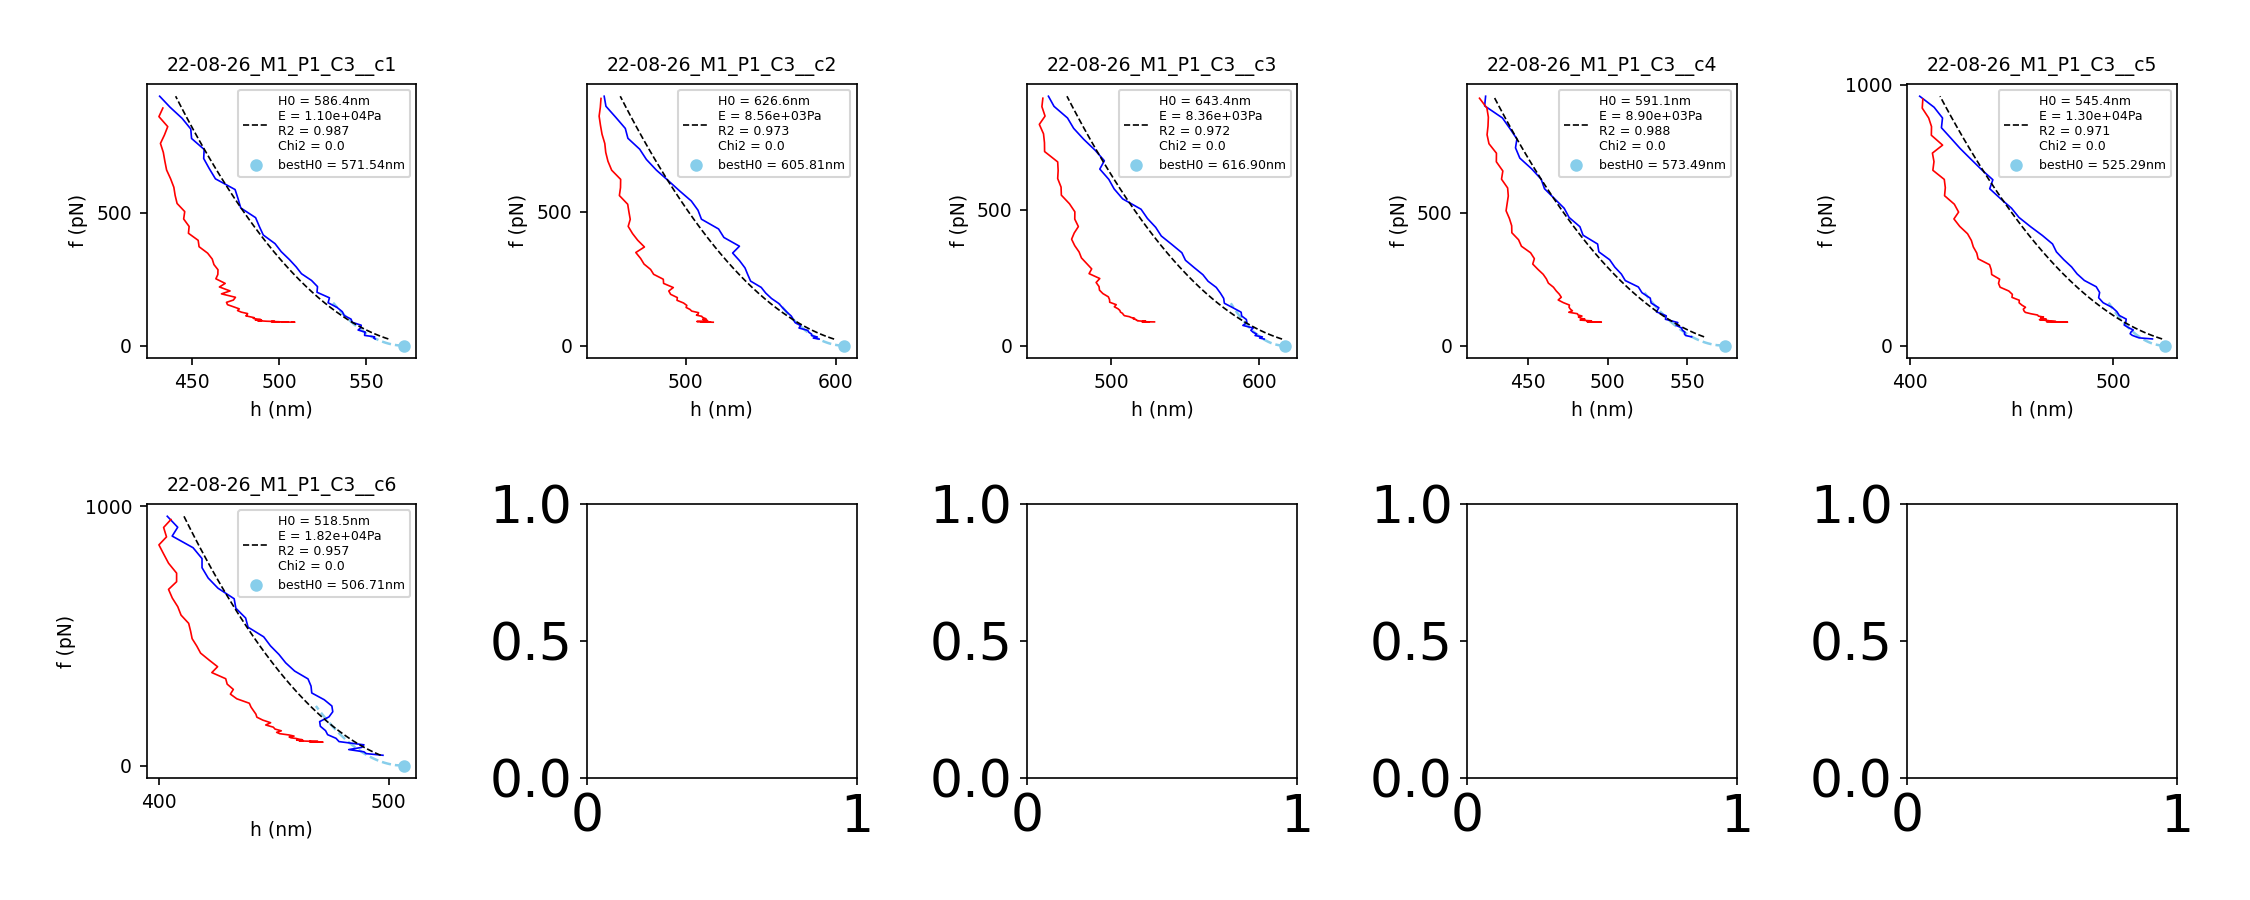 22-08-26_M1_P1_C3__c1
H0 = 586.4nm
E = 1.10e+04Pa
R2 = 0.987
Chi2 = 0.0
bestH0 = 571.54nm
f (pN)
500
0
450 500 550
h (nm)
22-08-26_M1_P1_C3__c2
H0 = 626.6nm
E = 8.56e+03Pa
R2 = 0.973
Chi2 = 0.0
bestH0 = 605.81nm
f (pN)
500
0
500 600
h (nm)
22-08-26_M1_P1_C3__c3
H0 = 643.4nm
E = 8.36e+03Pa
R2 = 0.972
Chi2 = 0.0
bestH0 = 616.90nm
f (pN)
500
0
500 600
h (nm)
22-08-26_M1_P1_C3__c4
H0 = 591.1nm
E = 8.90e+03Pa
R2 = 0.988
Chi2 = 0.0
bestH0 = 573.49nm
f (pN)
500
0
450 500 550
h (nm)
22-08-26_M1_P1_C3__c5
1000
H0 = 545.4nm
E = 1.30e+04Pa
R2 = 0.971
Chi2 = 0.0
bestH0 = 525.29nm
f (pN)
0
400 500
h (nm)
22-08-26_M1_P1_C3__c6
1000
H0 = 518.5nm
E = 1.82e+04Pa
R2 = 0.957
Chi2 = 0.0
bestH0 = 506.71nm
f (pN)
0
400 500
h (nm)
1.0
0.5
0.0
0 1
1.0
0.5
0.0
0 1
1.0
0.5
0.0
0 1
1.0
0.5
0.0
0 1